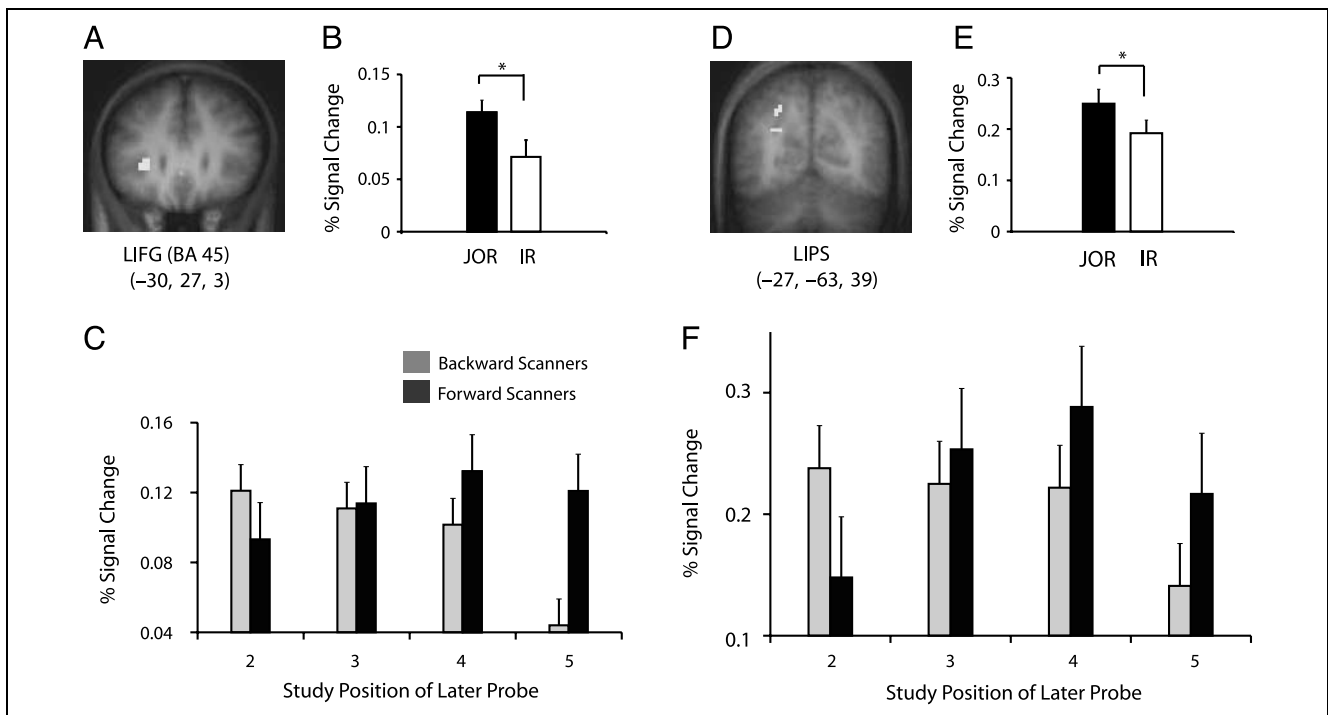 A
LIFG (BA 45)
(−30, 27, 3)
B
% Signal Change
0.15
0.1
0.05
0
*
JOR IR
D
LIPS
(−27, −63, 39)
E
% Signal Change
0.3
0.2
0.1
0
*
JOR IR
C
Backward Scanners
Forward Scanners
% Signal Change
0.16
0.12
0.08
0.04
2 3 4 5
Study Position of Later Probe
F
% Signal Change
0.3
0.2
0.1
2 3 4 5
Study Position of Later Probe